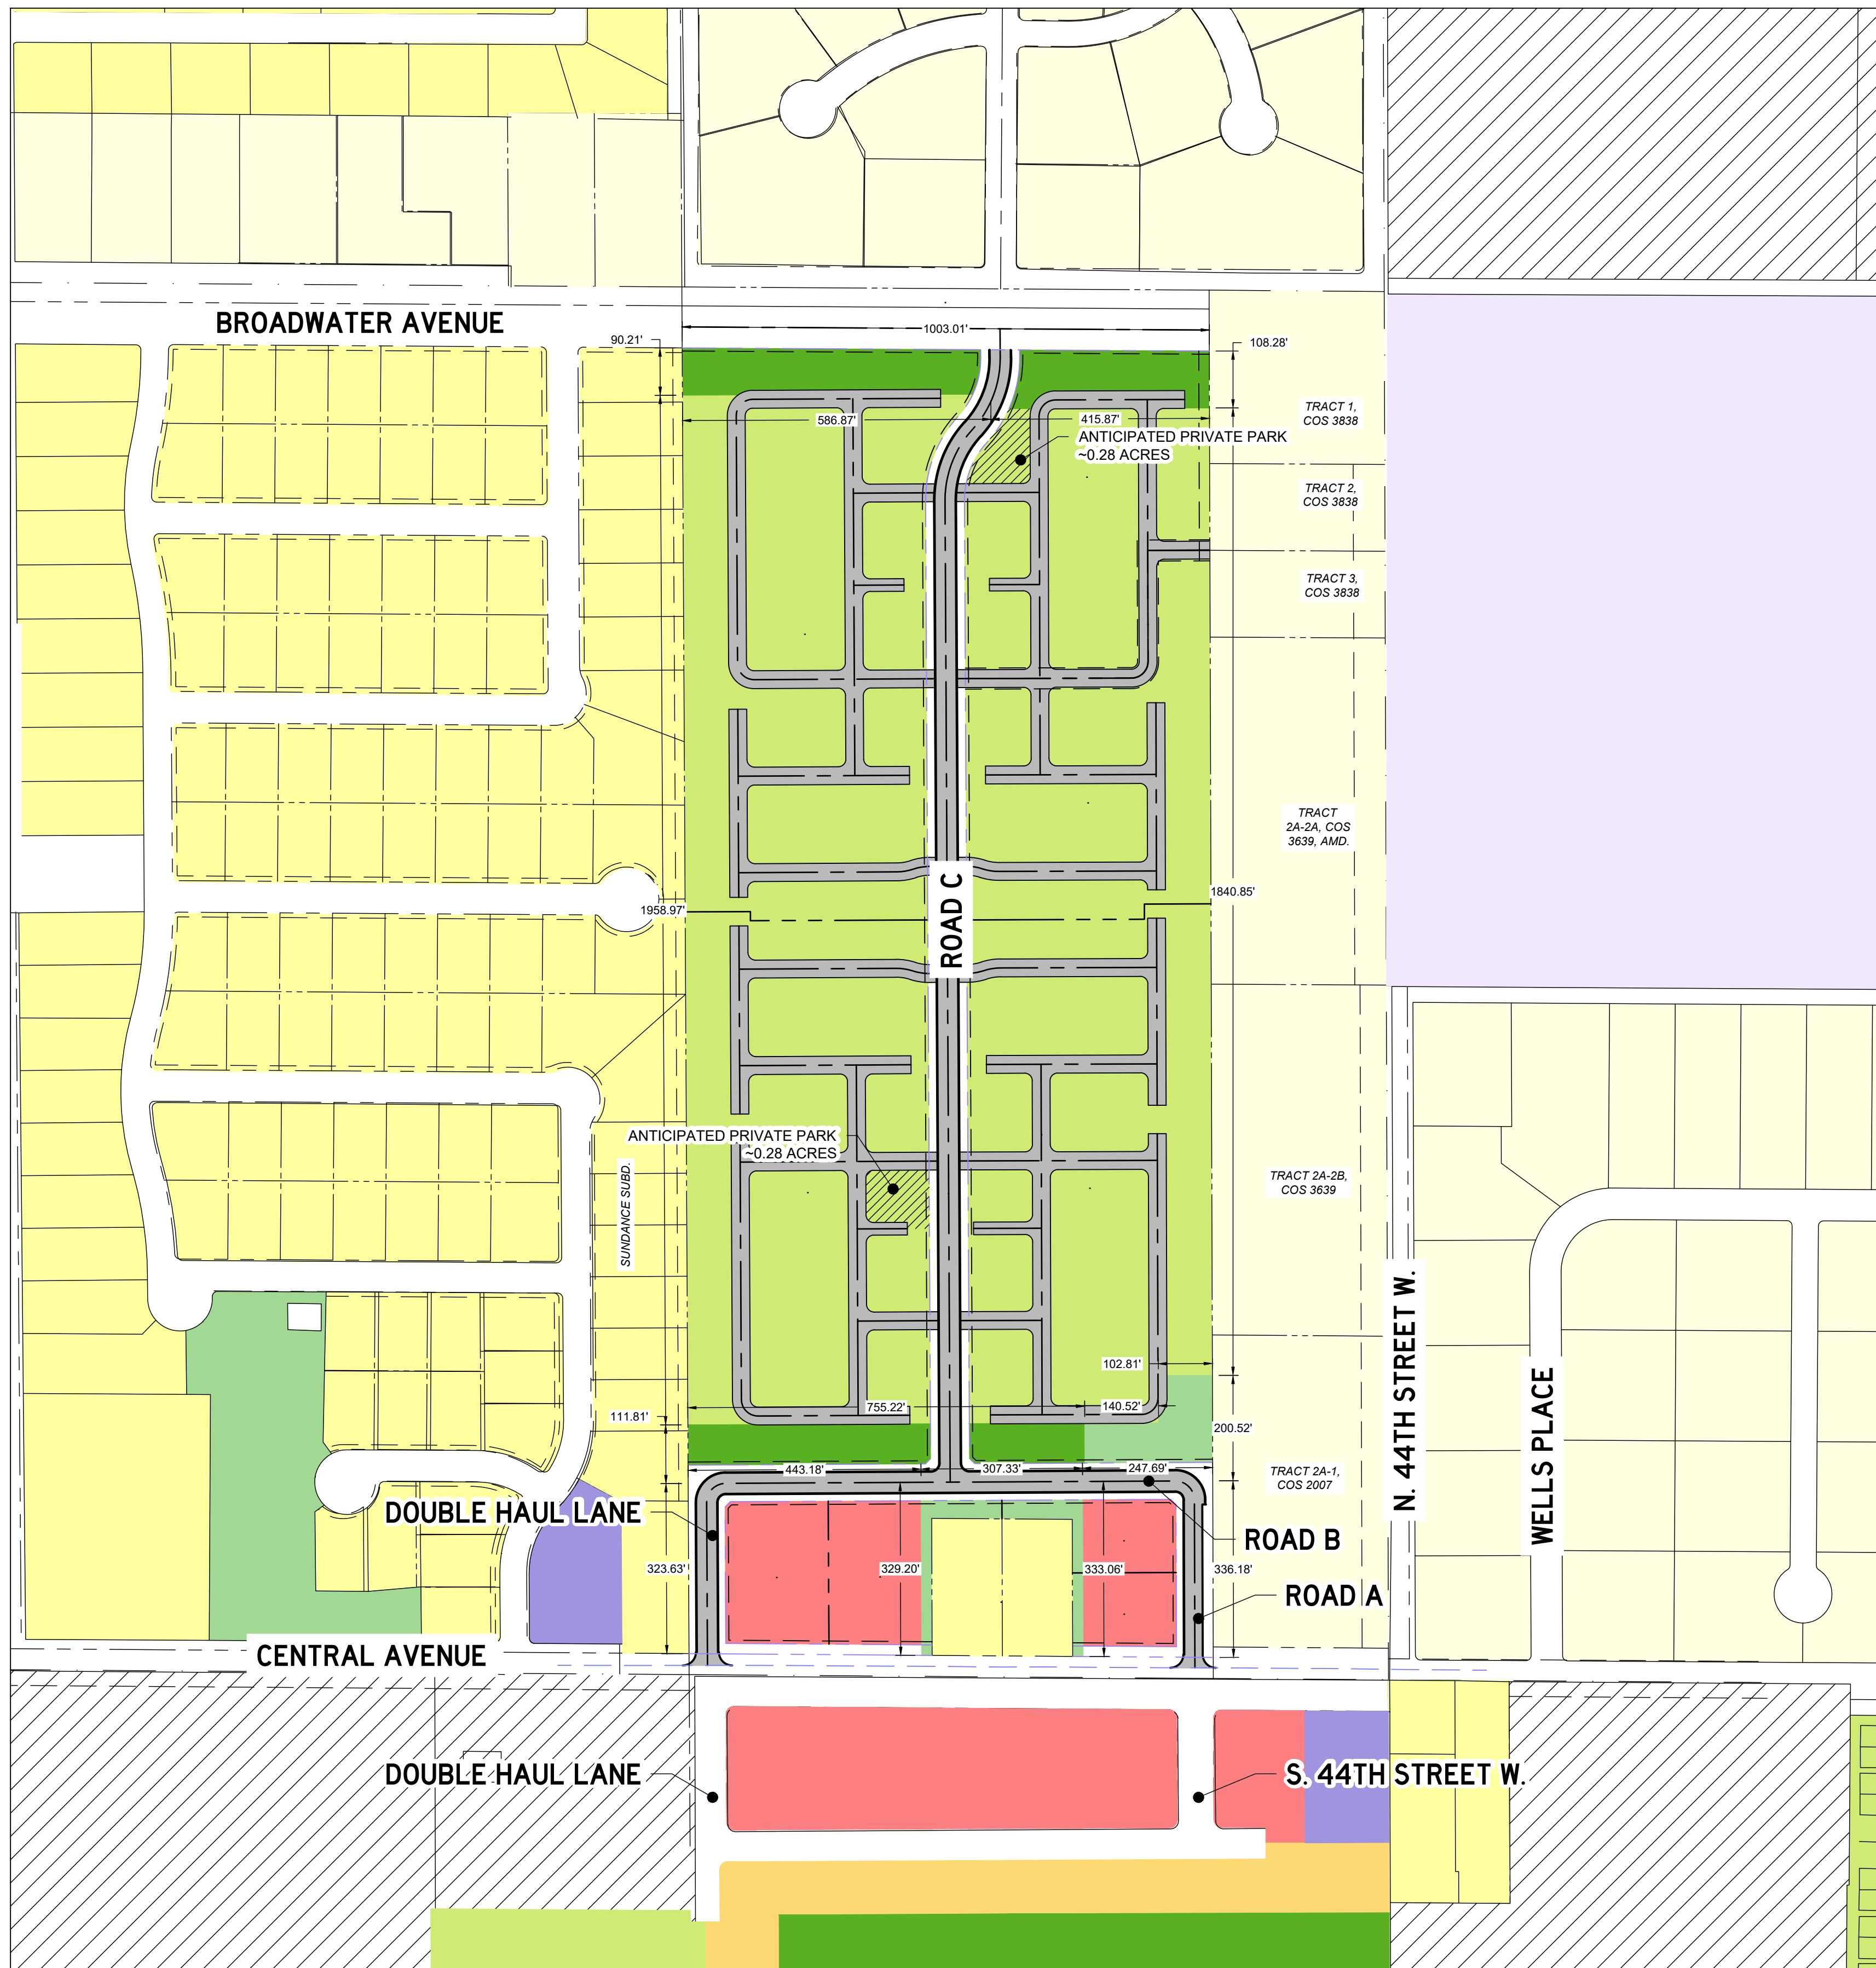 BROADWATER AVENUE
1003.01'
90.21'
108.28'
586.87'
415.87'
TRACT 1,
COS 3838
ANTICIPATED PRIVATE PARK
~0.28 ACRES
TRACT 2,
COS 3838
TRACT 3,
COS 3838
TRACT
2A-2A, COS
3639, AMD.
ROAD C
1958.97'
1840.85'
ANTICIPATED PRIVATE PARK
~0.28 ACRES
SUNDANCE SUBD.
TRACT 2A-2B,
COS 3639
N. 44TH STREET W.
WELLS PLACE
102.81'
755.22'
140.52'
111.81'
200.52'
443.18'
307.33'
247.69'
TRACT 2A-1,
COS 2007
DOUBLE HAUL LANE
ROAD B
323.63'
329.20'
333.06'
336.18'
ROAD A
CENTRAL AVENUE
DOUBLE HAUL LANE
S. 44TH STREET W.